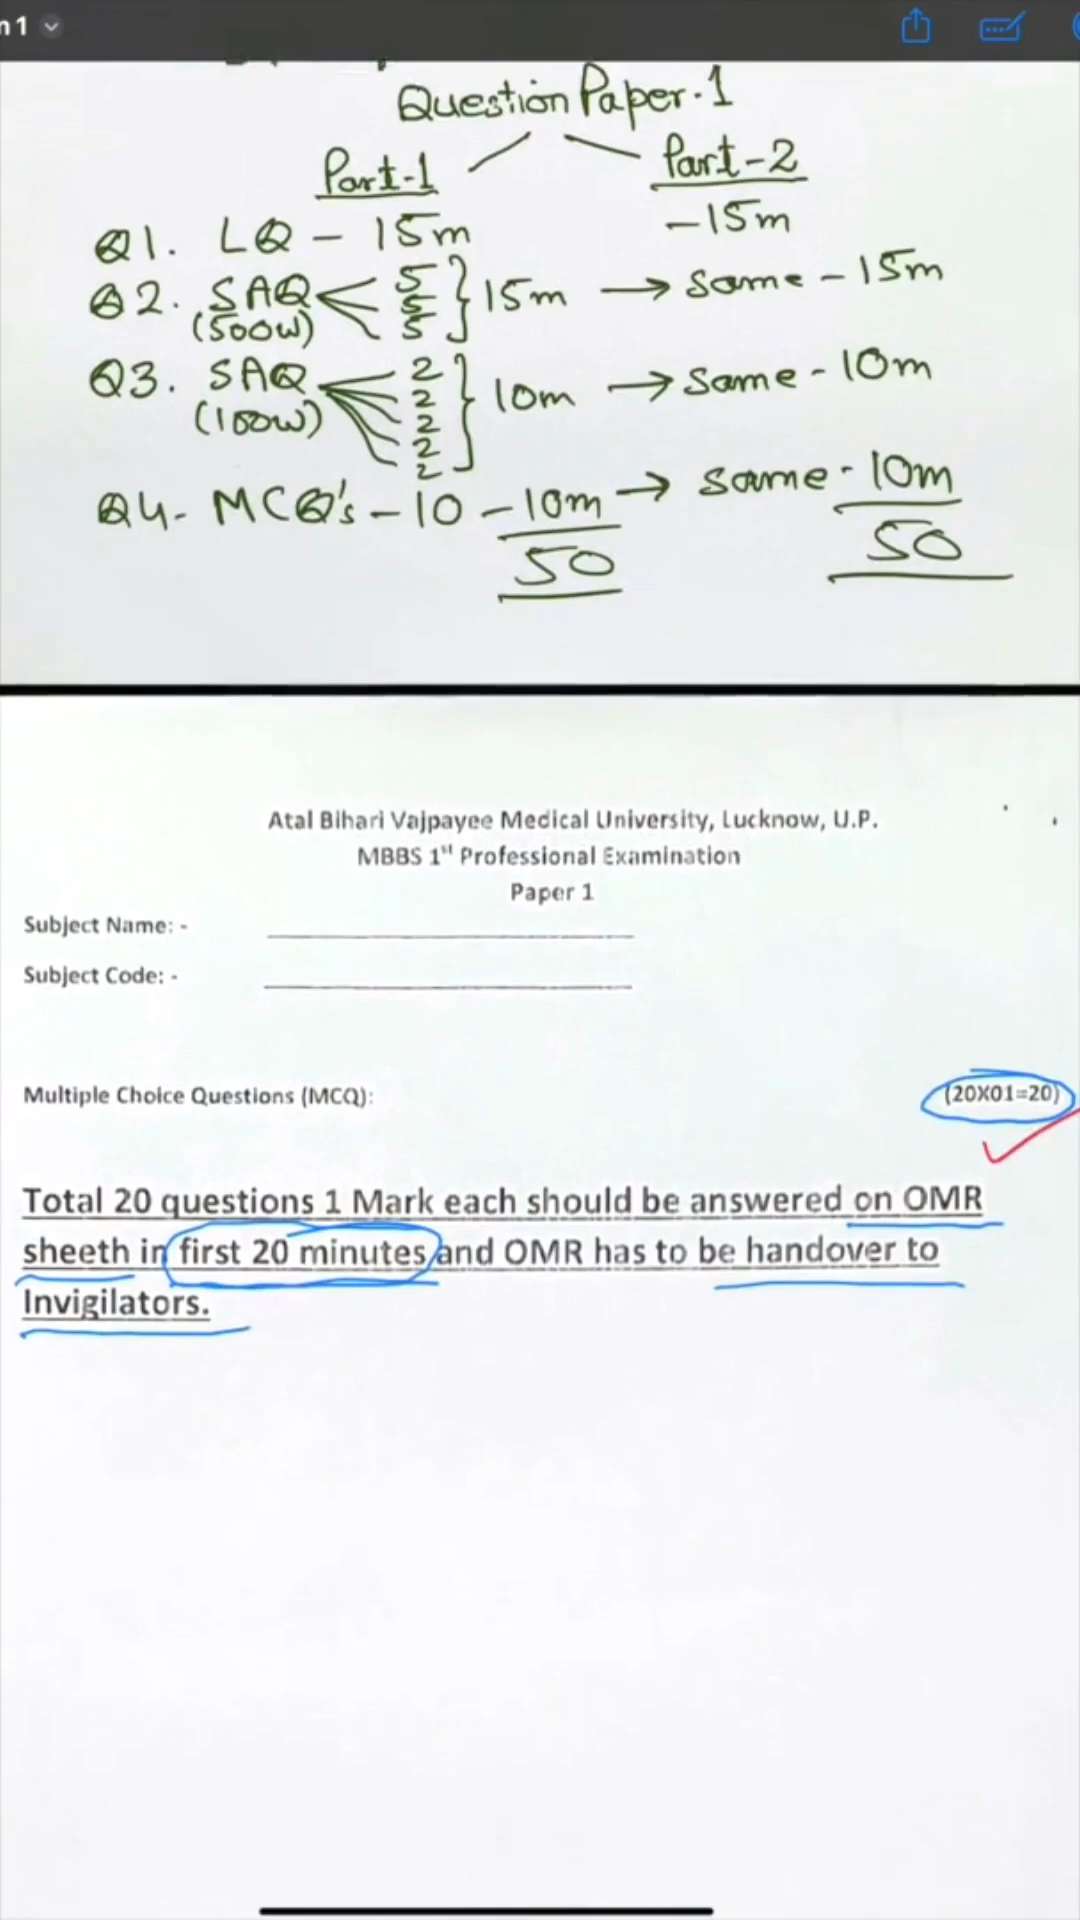 n 1
Question Paper-1
Part-1 Part-2
Q1. LQ - 15m - 15m
Q2. SAQ 5 15m → same - 15m
5
(500w) 5
Q3. SAQ 2 10m → same - 10m
2
(100w) 2
2
2
Q4- MCQ's - 10 - 10m → same - 10m
50 50
Atal Bihari Vajpayee Medical University, Lucknow, U.P.
MBBS 1st Professional Examination
Paper 1
Subject Name: -
Subject Code: -
Multiple Choice Questions (MCQ): (20X01=20)
Total 20 questions 1 Mark each should be answered on OMR
sheeth in first 20 minutes and OMR has to be handover to
Invigilators.